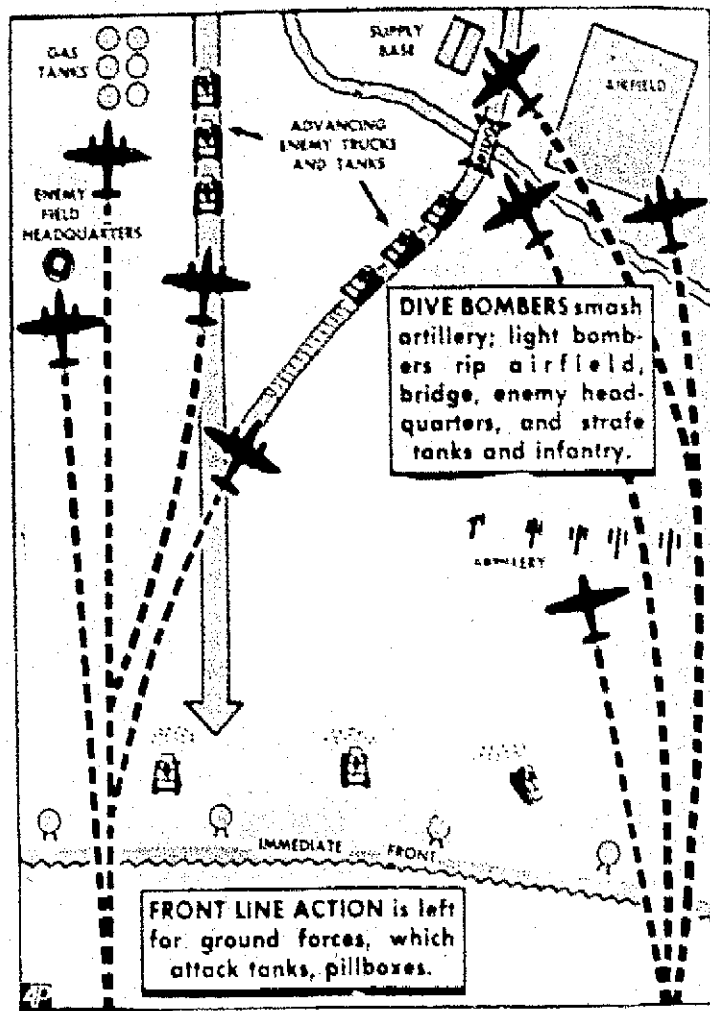 GAS
TANKS
SUPPLY
BASE
AIRFIELD
ADVANCING
ENEMY TRUCKS
AND TANKS
ENEMY
FIELD
HEADQUARTERS
DIVE BOMBERS smash
artillery; light bomb-
ers rip airfield,
bridge, enemy head-
quarters, and strafe
tanks and infantry.
ARTILLERY
IMMEDIATE FRONT
FRONT LINE ACTION is left
for ground forces, which
attack tanks, pillboxes.
AP